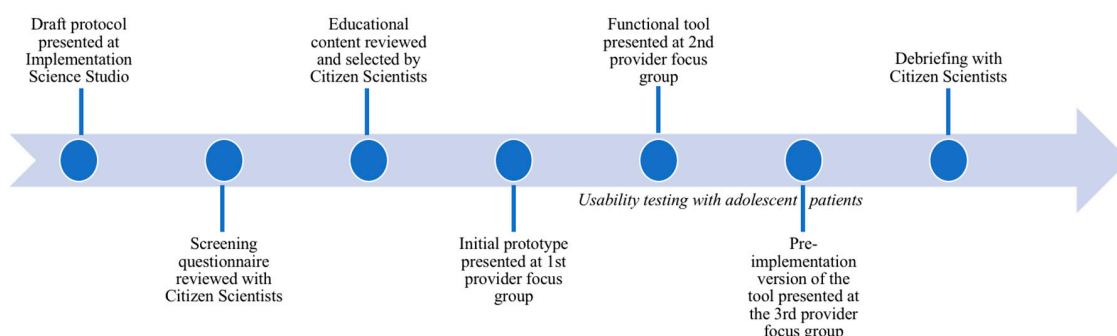 Draft protocol
presented at
Implementation
Science Studio
Screening
questionnaire
reviewed with
Citizen Scientists
Educational
content reviewed
and selected by
Citizen Scientists
Initial prototype
presented at 1st
provider focus
group
Functional tool
presented at 2nd
provider focus
group
Usability testing with adolescent patients
Pre-
implementation
version of the
tool presented at
the 3rd provider
focus group
Debriefing with
Citizen Scientists